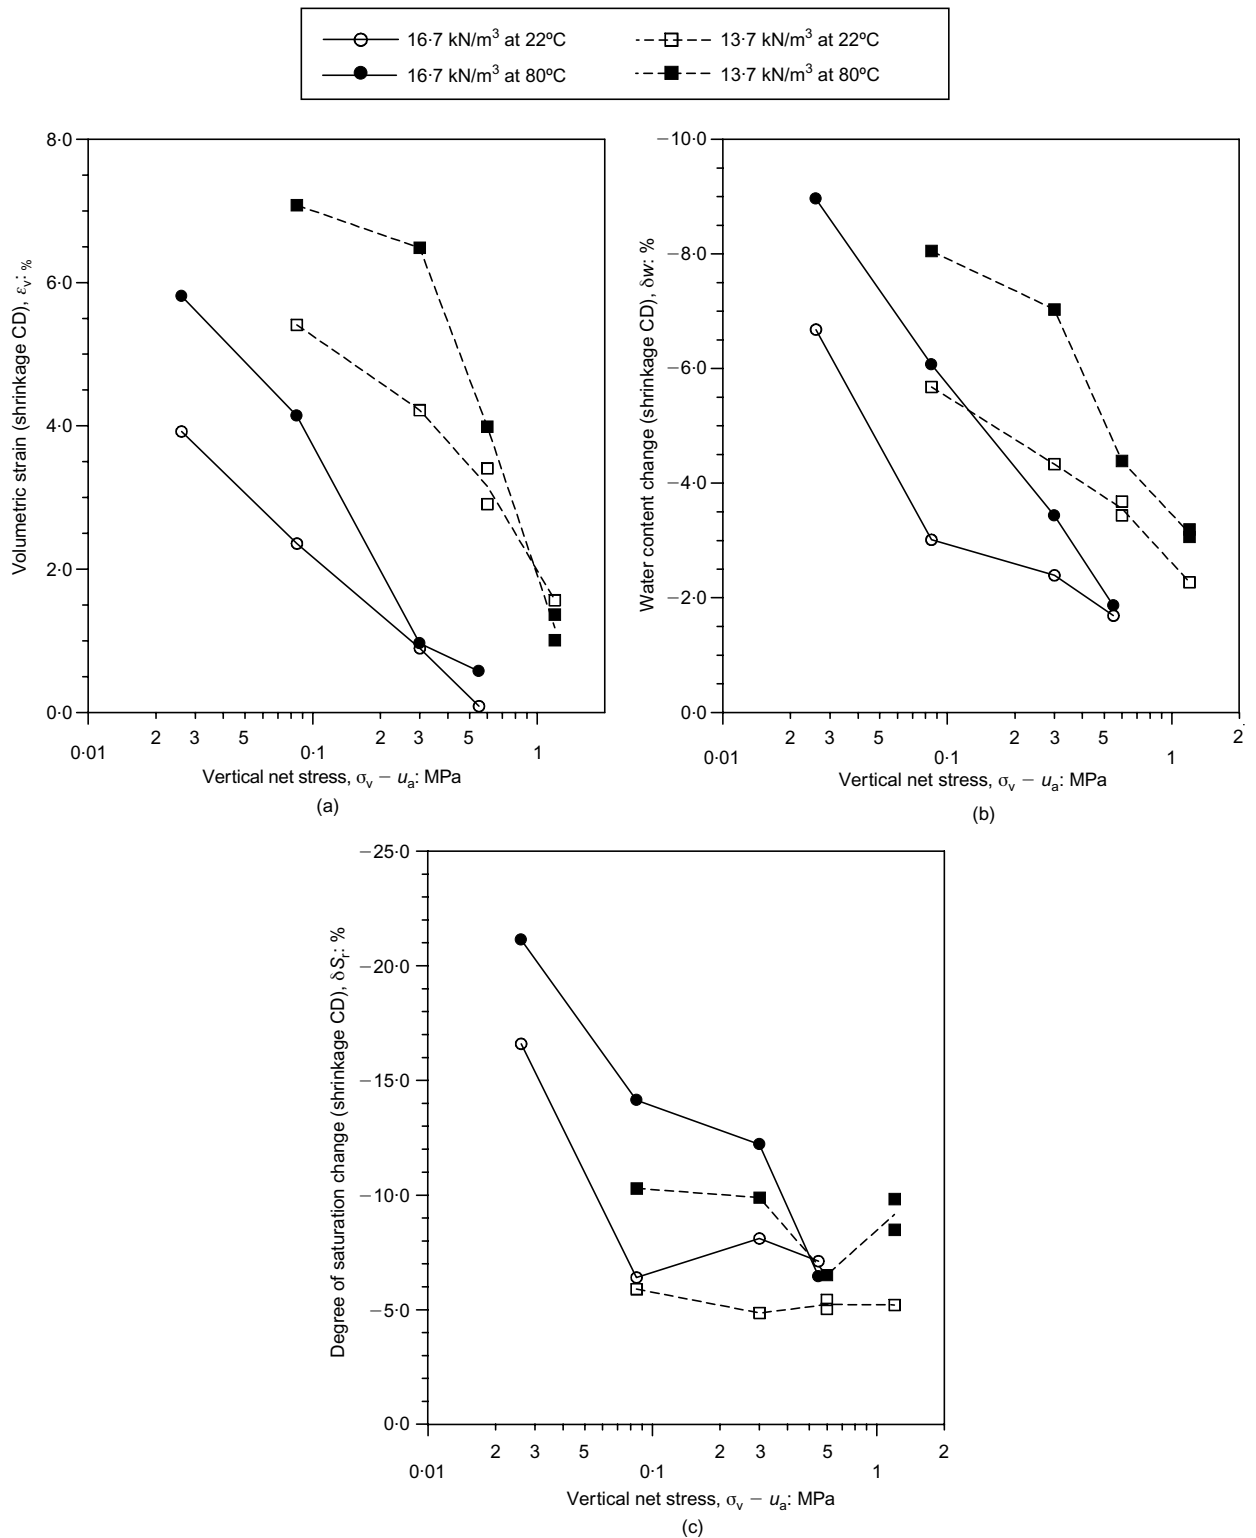 16·7 kN/m³ at 22ºC
13·7 kN/m³ at 22ºC
16·7 kN/m³ at 80ºC
13·7 kN/m³ at 80ºC
8·0
6·0
4·0
2·0
0·0
Volumetric strain (shrinkage CD), εv: %
2 3 5 2 3 5
0·01 0·1 1
Vertical net stress, σv − ua: MPa
(a)
−10·0
−8·0
−6·0
−4·0
−2·0
0·0
Water content change (shrinkage CD), δw: %
2 3 5 2 3 5 2
0·01 0·1 1
Vertical net stress, σv − ua: MPa
(b)
−25·0
−20·0
−15·0
−10·0
−5·0
0·0
Degree of saturation change (shrinkage CD), δSr: %
2 3 5 2 3 5 2
0·01 0·1 1
Vertical net stress, σv − ua: MPa
(c)